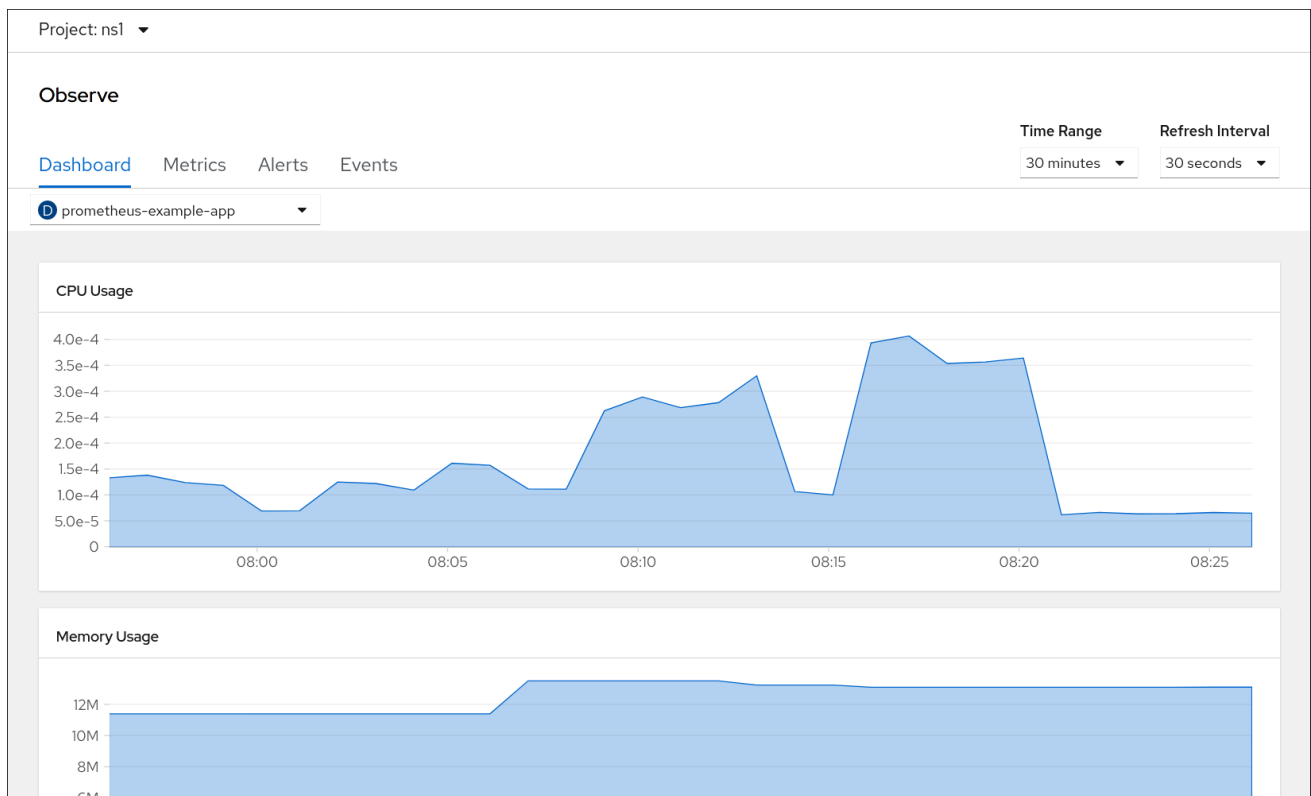 Project: ns1
Observe
Time Range
Refresh Interval
Dashboard
Metrics
Alerts
Events
30 minutes
30 seconds
D prometheus-example-app
CPU Usage
4.0e-4
3.5e-4
3.0e-4
2.5e-4
2.0e-4
1.5e-4
1.0e-4
5.0e-5
0
08:00
08:05
08:10
08:15
08:20
08:25
Memory Usage
12M
10M
8M